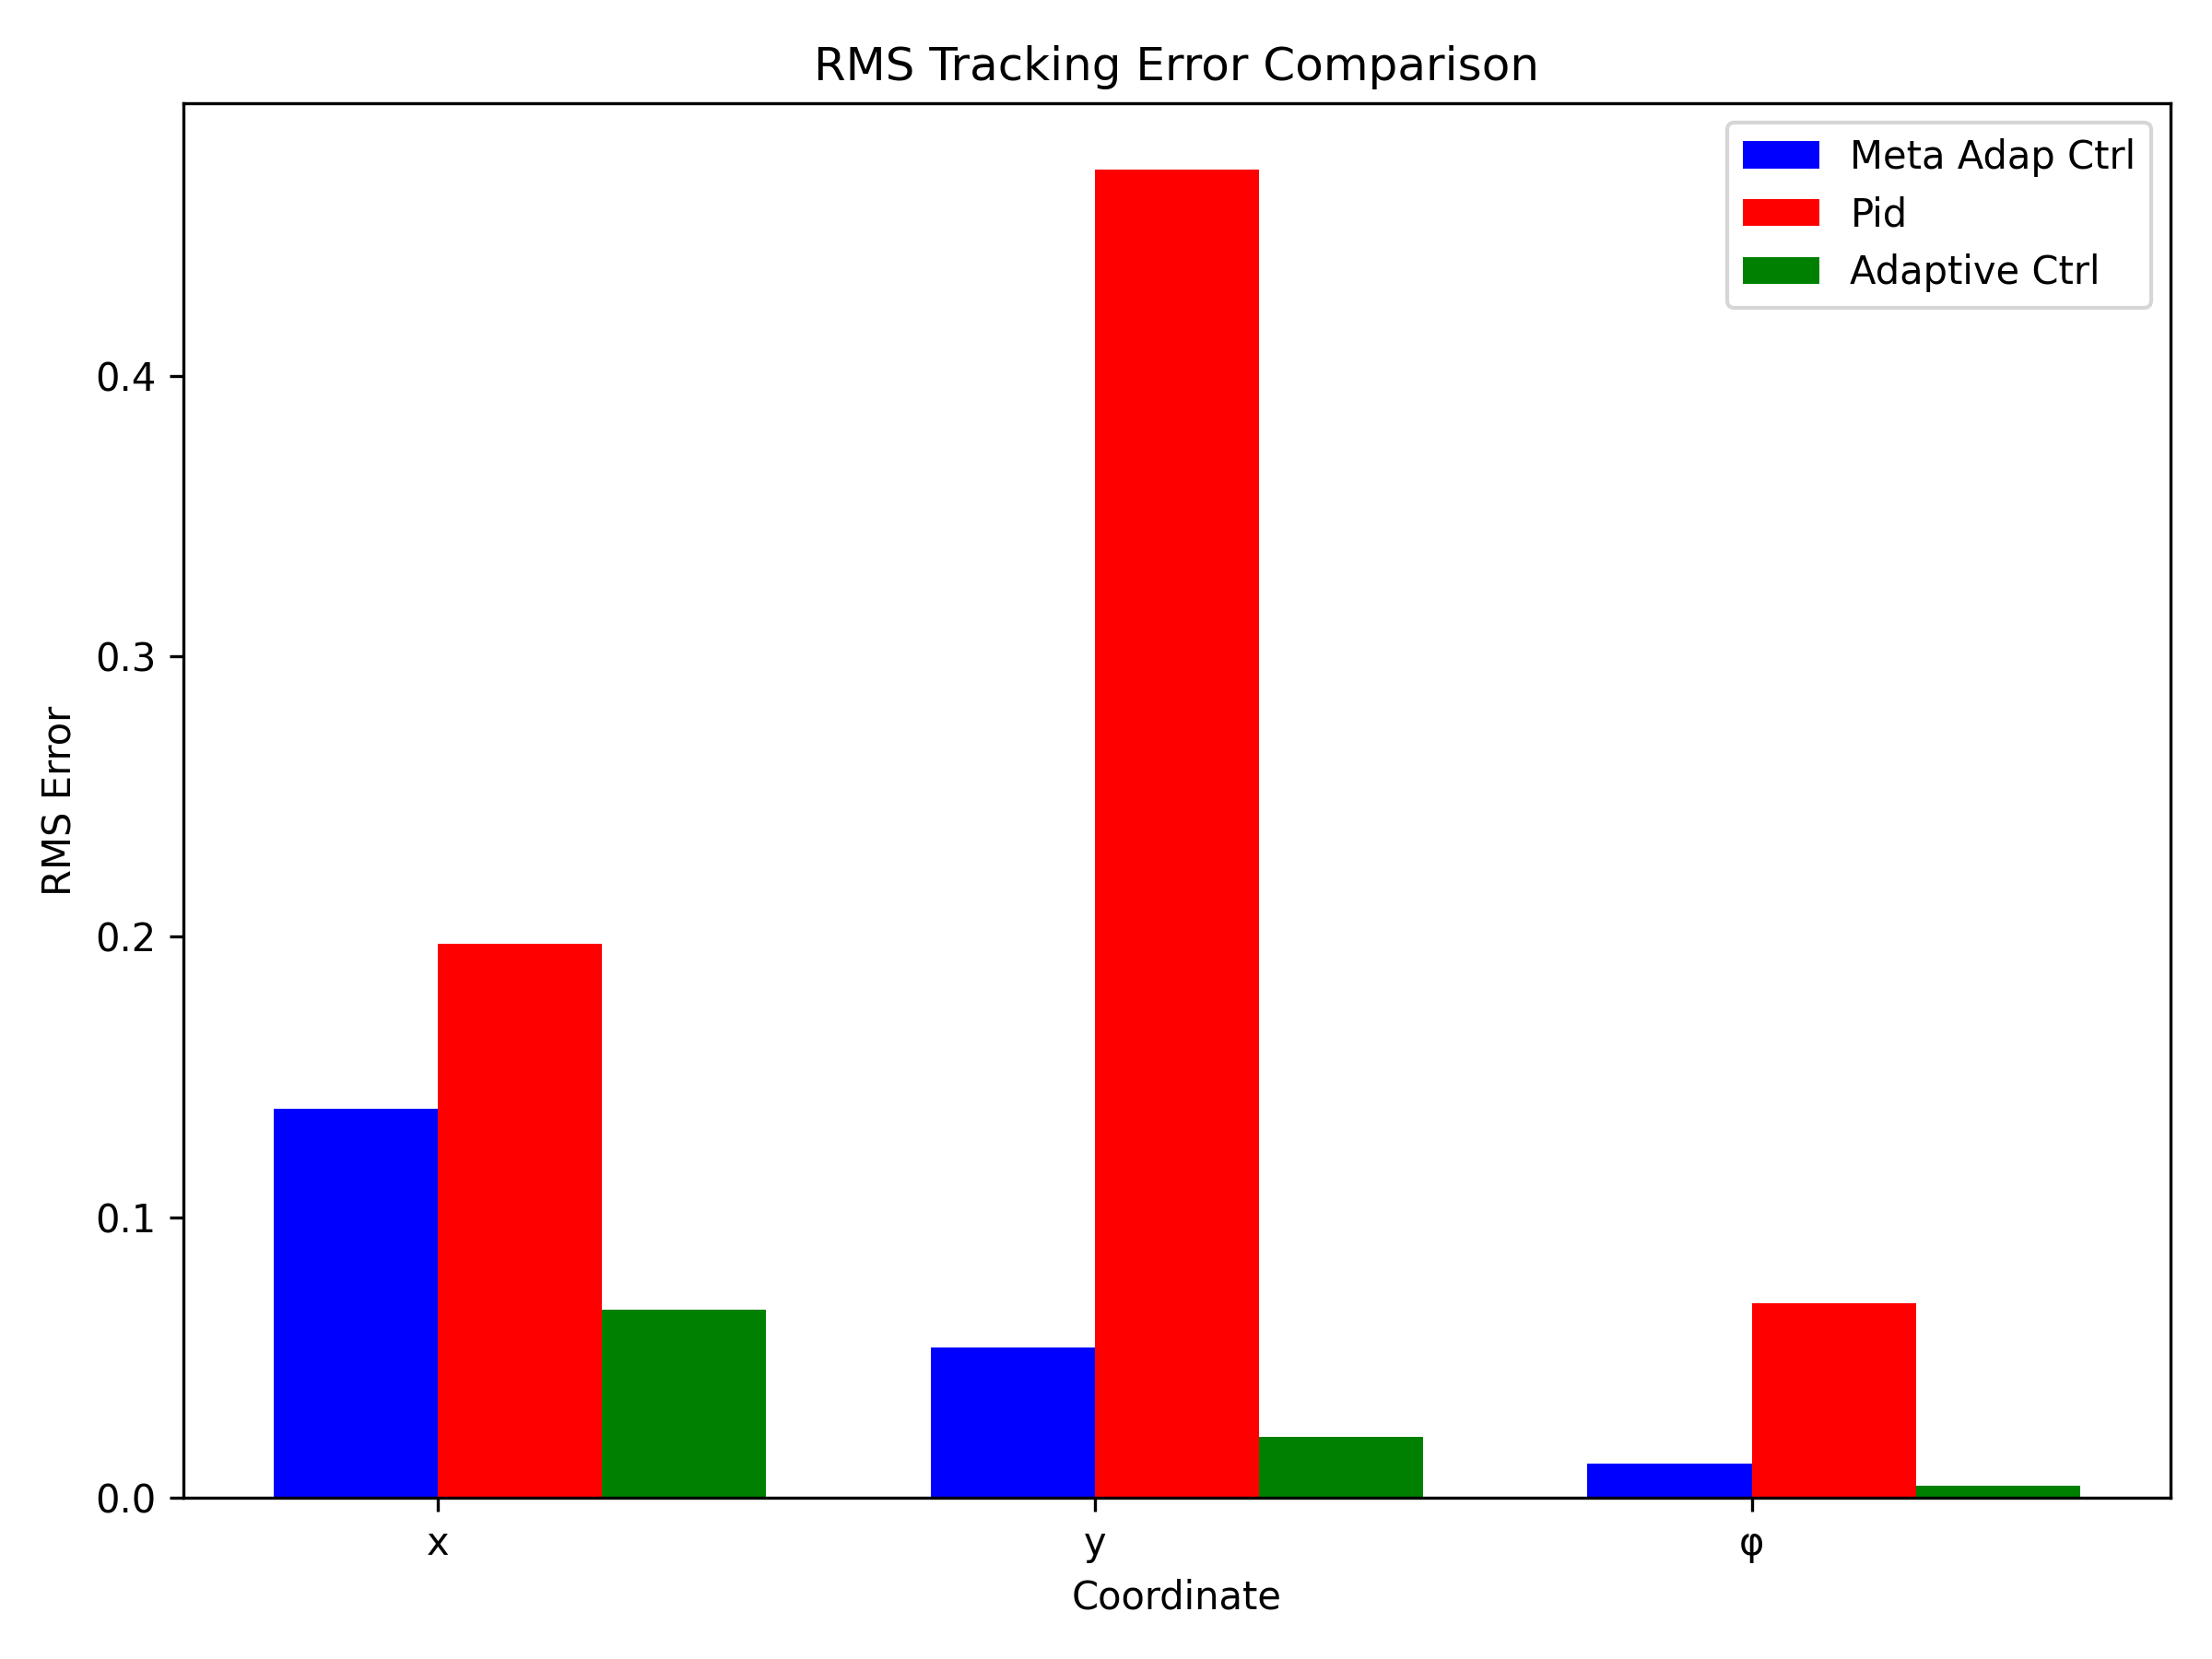 RMS Tracking Error Comparison
Meta Adap Ctrl
Pid
Adaptive Ctrl
RMS Error
0.4
0.3
0.2
0.1
0.0
x
y
φ
Coordinate